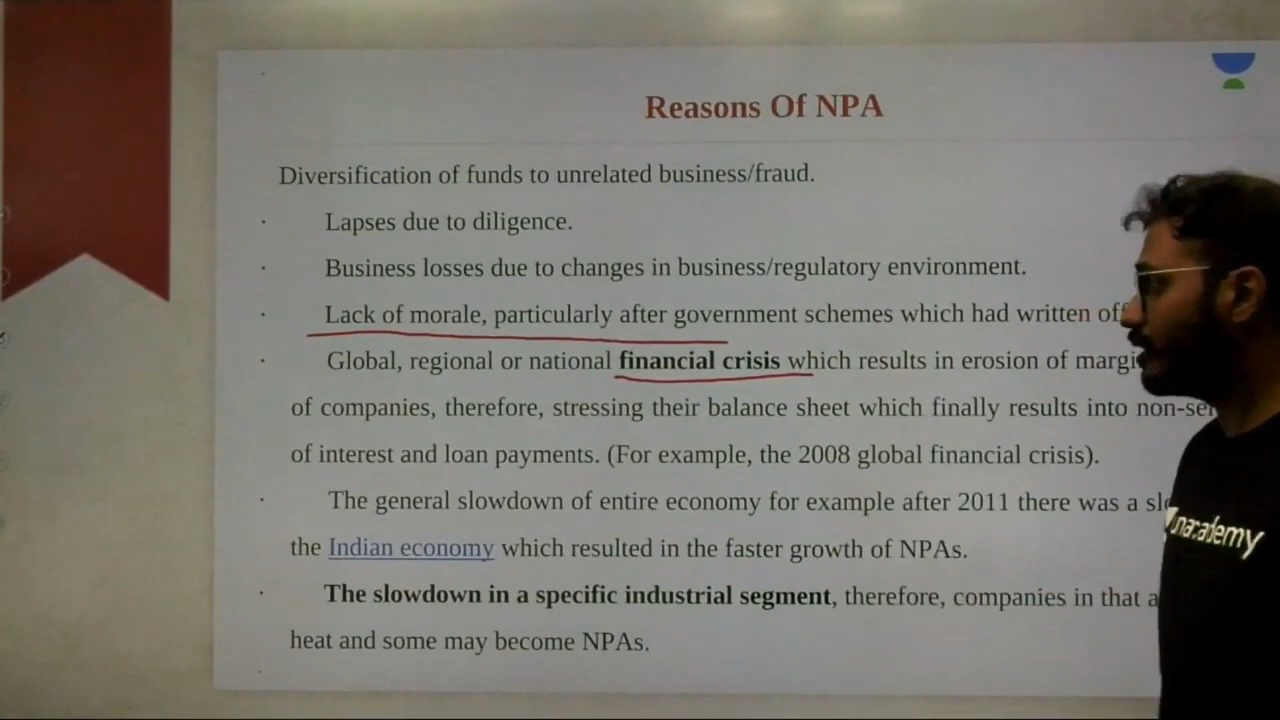 Reasons Of NPA
Diversification of funds to unrelated business/fraud.
· Lapses due to diligence.
· Business losses due to changes in business/regulatory environment.
· Lack of morale, particularly after government schemes which had written off
· Global, regional or national financial crisis which results in erosion of
of companies, therefore, stressing their balance sheet which finally results into
of interest and loan payments. (For example, the 2008 global financial crisis).
· The general slowdown of entire economy for example after 2011 there was a
the Indian economy which resulted in the faster growth of NPAs.
· The slowdown in a specific industrial segment, therefore, companies in that
heat and some may become NPAs.
unacademy